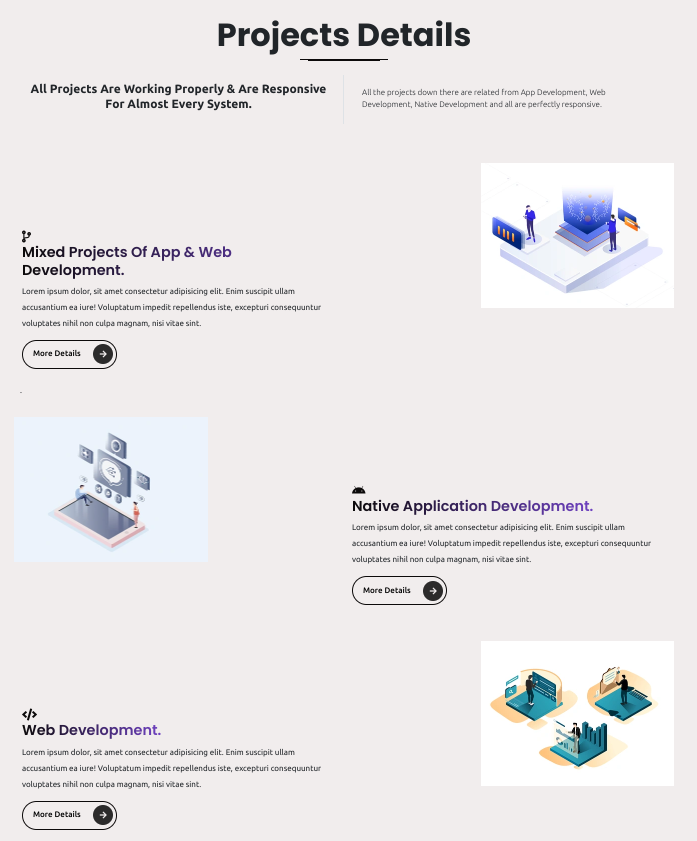 Projects Details
All Projects Are Working Properly & Are Responsive
For Almost Every System.
All the projects down there are related from App Development, Web
Development, Native Development and all are perfectly responsive.
Mixed Projects Of App & Web
Development.
Lorem ipsum dolor, sit amet consectetur adipisicing elit. Enim suscipit ullam
accusantium ea iure! Voluptatum impedit repellendus iste, excepturi consequuntur
voluptates nihil non culpa magnam, nisi vitae sint.
More Details
.
Native Application Development.
Lorem ipsum dolor, sit amet consectetur adipisicing elit. Enim suscipit ullam
accusantium ea iure! Voluptatum impedit repellendus iste, excepturi consequuntur
voluptates nihil non culpa magnam, nisi vitae sint.
More Details
Web Development.
Lorem ipsum dolor, sit amet consectetur adipisicing elit. Enim suscipit ullam
accusantium ea iure! Voluptatum impedit repellendus iste, excepturi consequuntur
voluptates nihil non culpa magnam, nisi vitae sint.
More Details